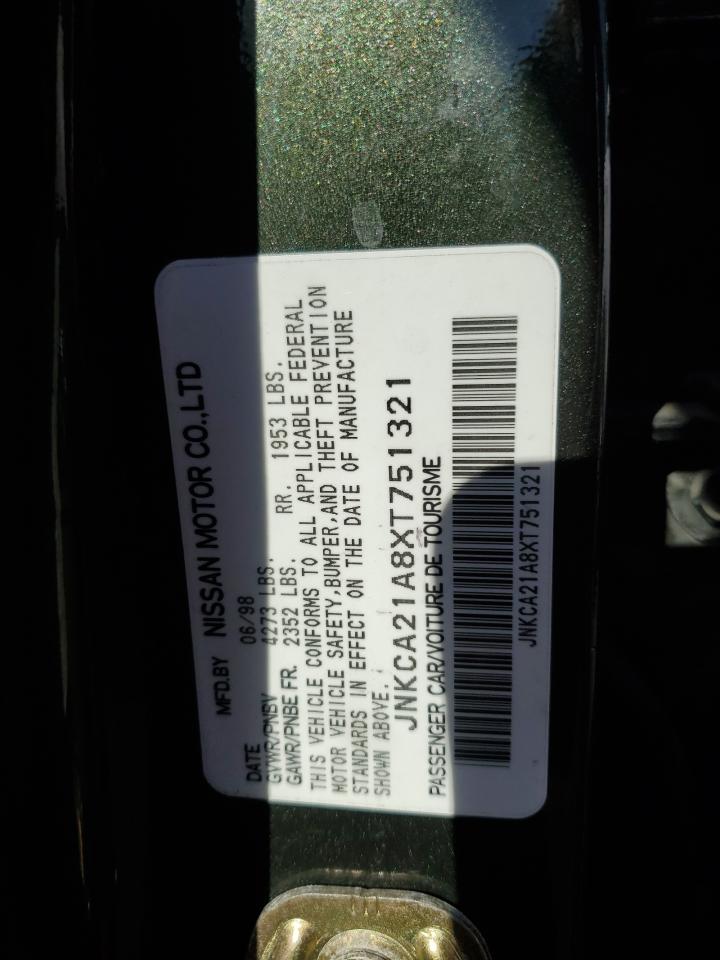 MFD.BY NISSAN MOTOR CO.,LTD
DATE 06/98
GVWR/PNBV 4273 LBS.
GAWR/PNBE FR. 2352 LBS. RR. 1953 LBS.
THIS VEHICLE CONFORMS TO ALL APPLICABLE FEDERAL
MOTOR VEHICLE SAFETY,BUMPER,AND THEFT PREVENTION
STANDARDS IN EFFECT ON THE DATE OF MANUFACTURE
SHOWN ABOVE.
JNKCA21A8XT751321
PASSENGER CAR/VOITURE DE TOURISME
JNKCA21A8XT751321